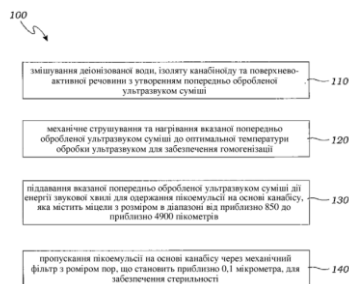 100
змішування деіонізованої води, ізоляту канабіноїду та поверхнево-
активної речовини з утворенням попередньо обробленої
ультразвуком суміші
110
механічне струшування та нагрівання вказаної попередньо
обробленої ультразвуком суміші до оптимальної температури
обробки ультразвуком для забезпечення гомогенізації
120
піддавання вказаної попередньо обробленої ультразвуком суміші дії
енергії звукової хвилі для одержання пікоемульсії на основі канабісу,
яка містить міцели з розміром в діапазоні від приблизно 850 до
приблизно 4900 пікометрів
130
пропускання пікоемульсії на основі канабісу через механічний
фільтр з роміром пор, що становить приблизно 0,1 мікрометра, для
забезпечення стерильності
140